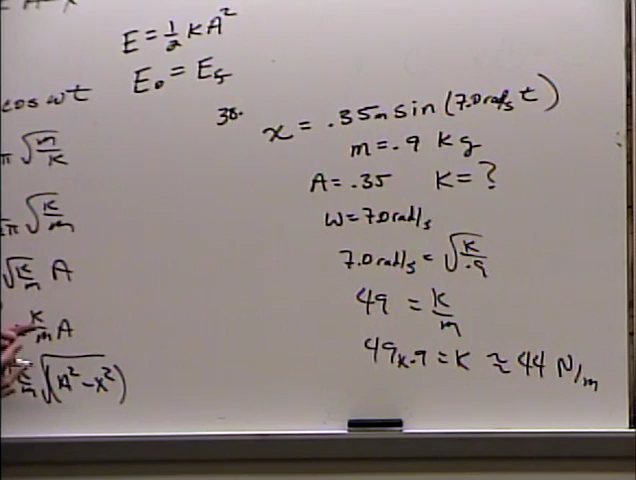 E = 1/2 KA²
E₀ = E_f
cos ωt
π √(m/K)
π √(K/m)
√(K/m) A
K/m A
√(A² - x²)
38.
x = .35m sin (7.0 rad/s t)
m = .9 kg
A = .35 K = ?
ω = 7.0 rad/s
7.0 rad/s = √(K/.9)
49 = K/m
49 x .9 = K ≈ 44 N/m